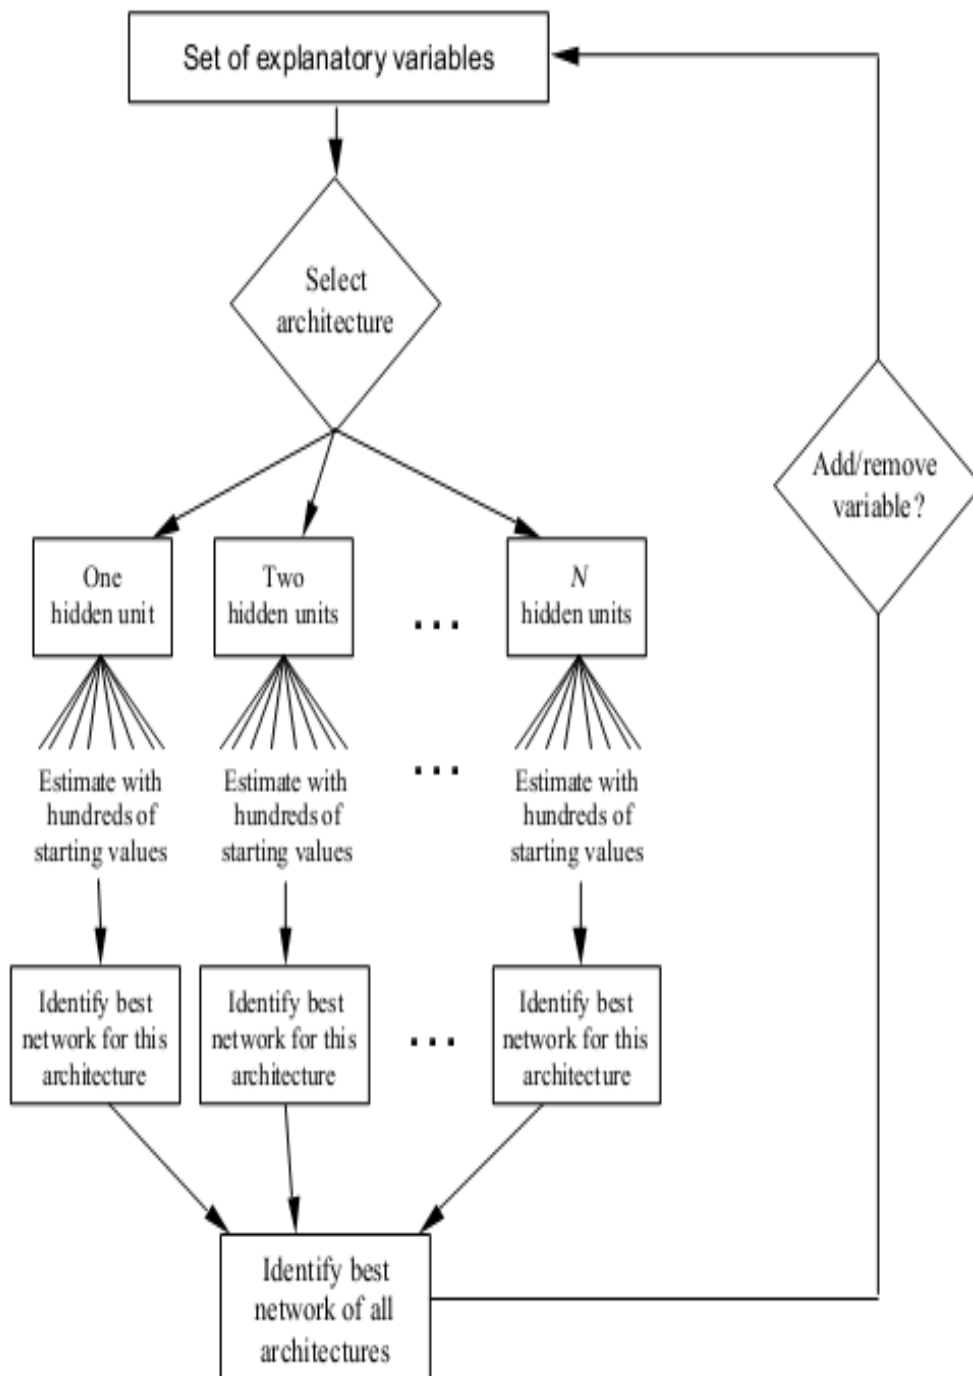 Set of explanatory variables
Select
architecture
Add/remove
variable?
One
hidden unit
Two
hidden units
...
N
hidden units
Estimate with
hundreds of
starting values
Estimate with
hundreds of
starting values
...
Estimate with
hundreds of
starting values
Identify best
network for this
architecture
Identify best
network for this
architecture
...
Identify best
network for this
architecture
Identify best
network of all
architectures